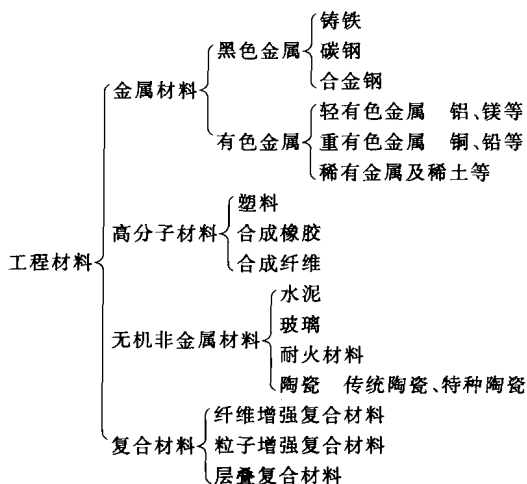 工程材料
金属材料
黑色金属
铸铁
碳钢
合金钢
有色金属
轻有色金属 铝、镁等
重有色金属 铜、铅等
稀有金属及稀土等
高分子材料
塑料
合成橡胶
合成纤维
无机非金属材料
水泥
玻璃
耐火材料
陶瓷 传统陶瓷、特种陶瓷
复合材料
纤维增强复合材料
粒子增强复合材料
层叠复合材料